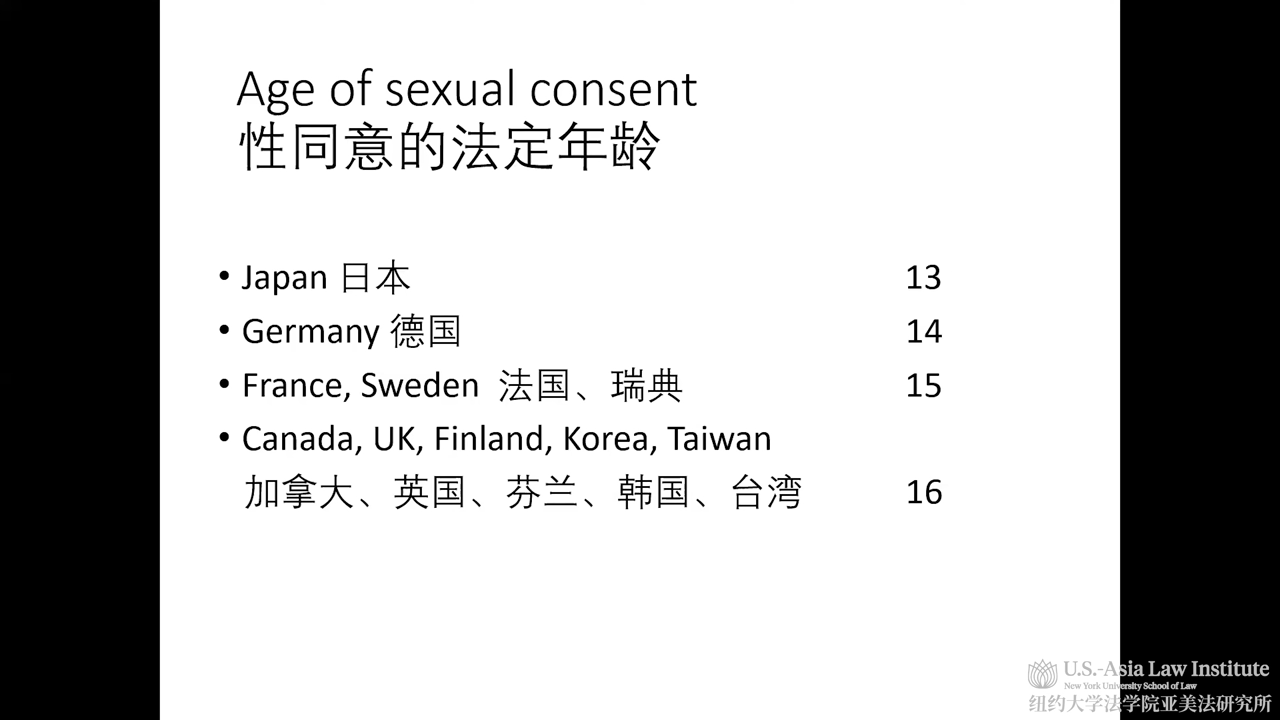 Age of sexual consent
性同意的法定年龄
• Japan 日本 13
• Germany 德国 14
• France, Sweden 法国、瑞典 15
• Canada, UK, Finland, Korea, Taiwan
加拿大、英国、芬兰、韩国、台湾 16
U.S.-Asia Law Institute
New York University School of Law
纽约大学法学院亚美法研究所